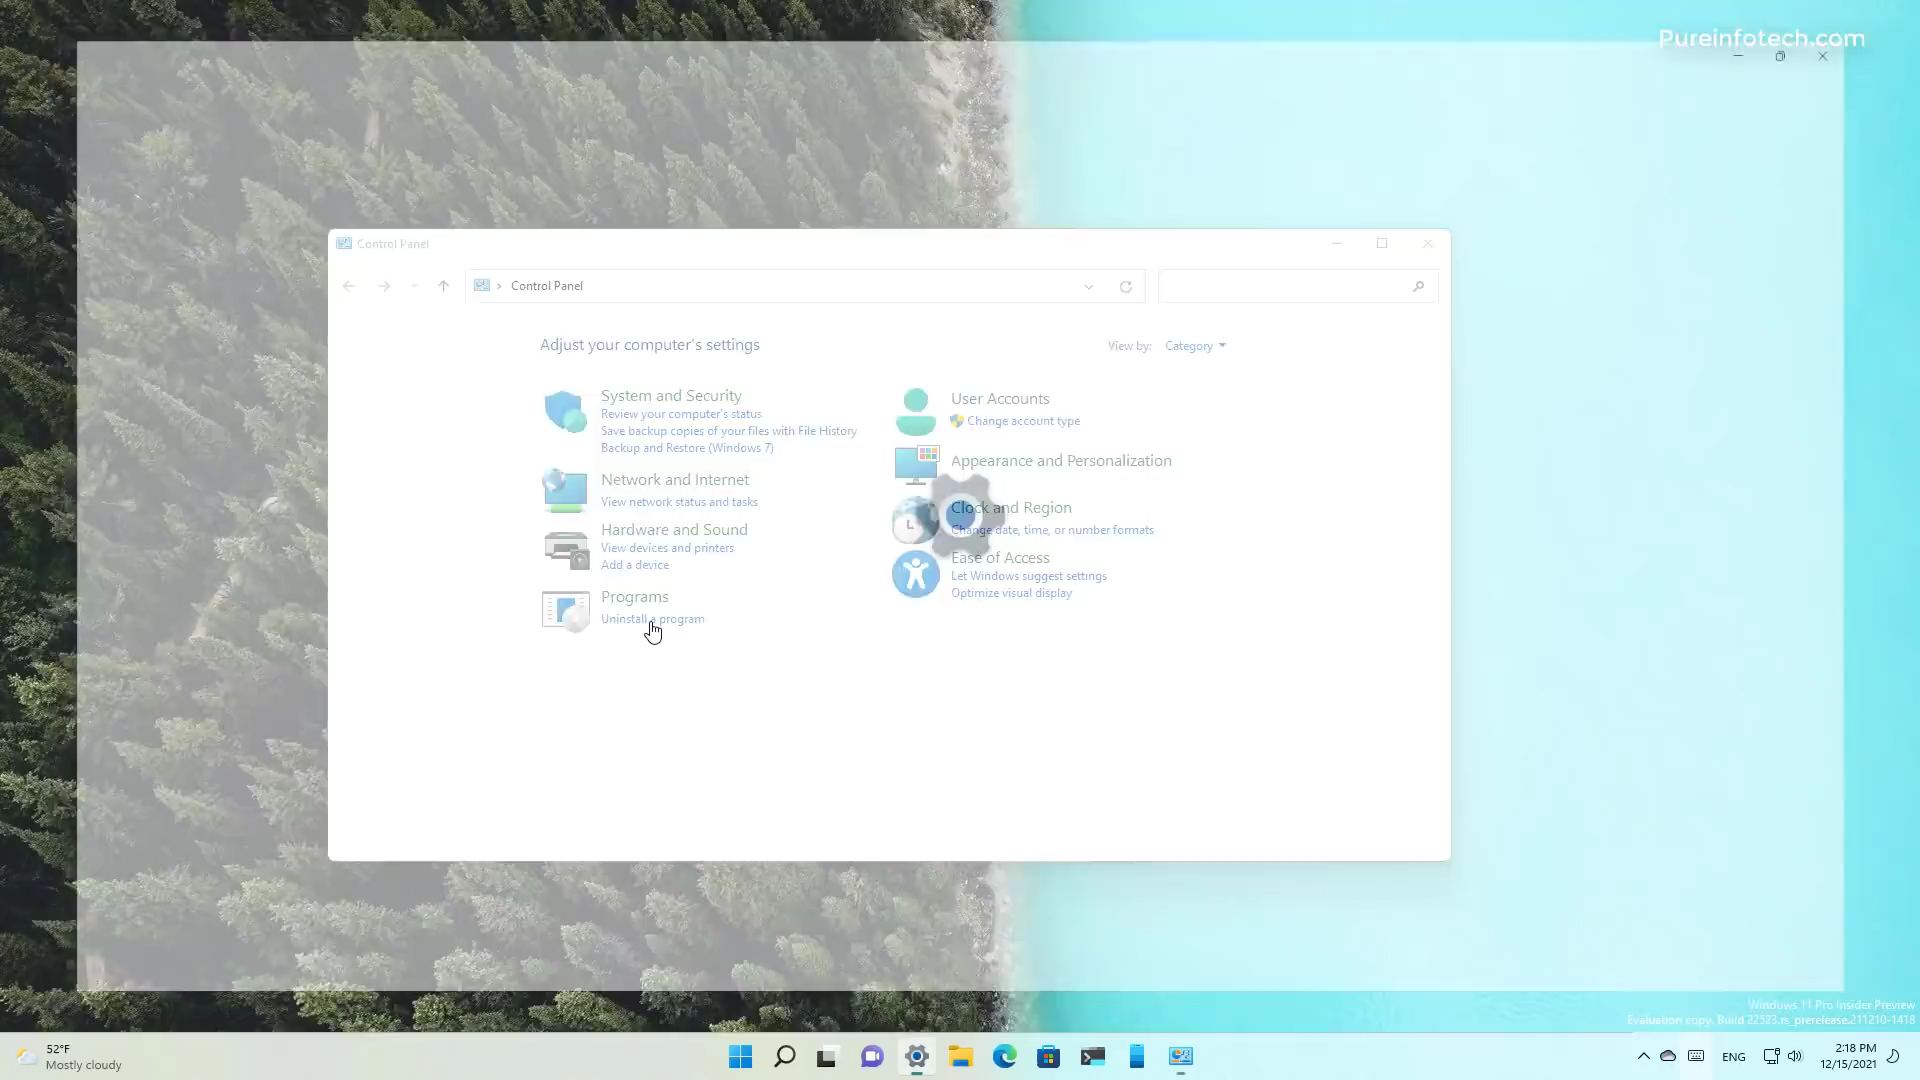 Pureinfotech.com
Control Panel
Control Panel
Adjust your computer's settings
View by: Category
System and Security
Review your computer's status
Save backup copies of your files with File History
Backup and Restore (Windows 7)
Network and Internet
View network status and tasks
Hardware and Sound
View devices and printers
Add a device
Programs
Uninstall a program
User Accounts
Change account type
Appearance and Personalization
Clock and Region
Change date, time, or number formats
Ease of Access
Let Windows suggest settings
Optimize visual display
Windows 11 Pro Insider Preview
Evaluation copy. Build 22523.rs_prerelease.211210-1418
52°F
Mostly cloudy
ENG
2:18 PM
12/15/2021